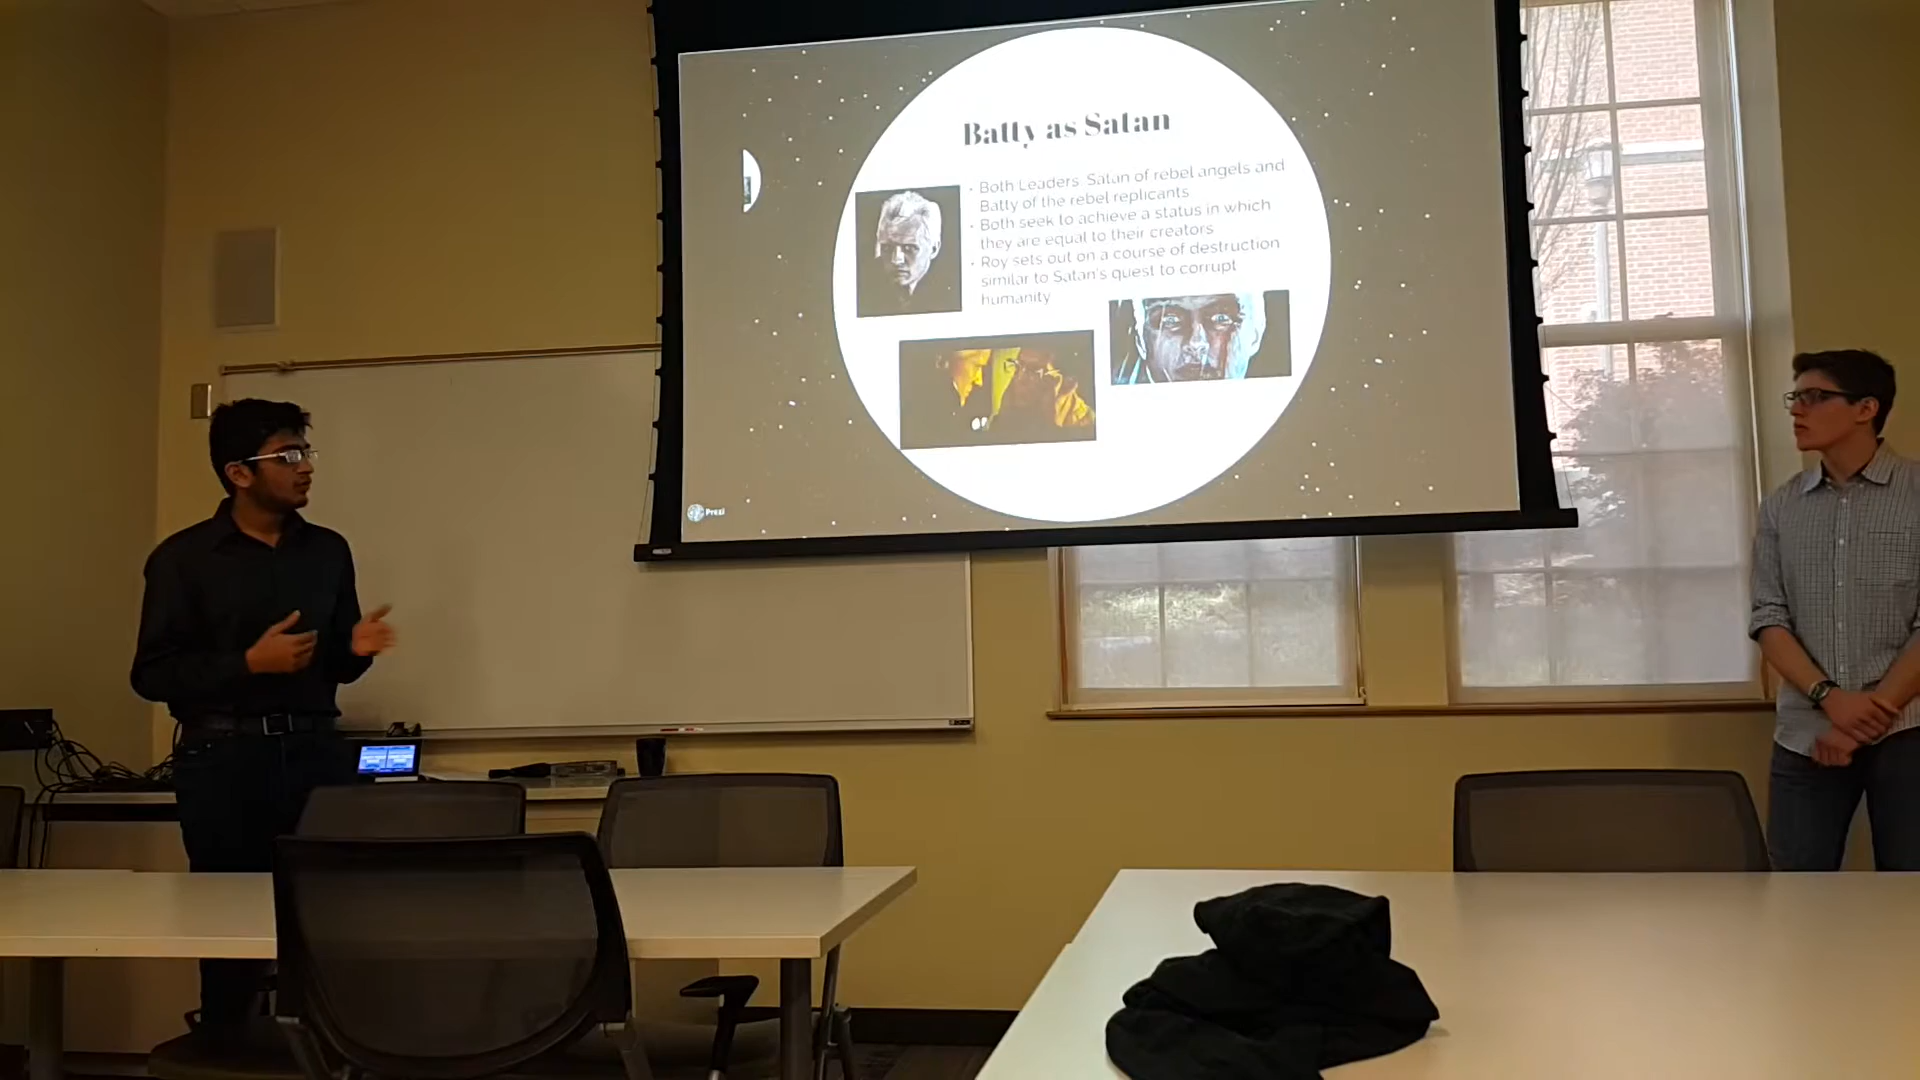 Batty as Satan
· Both Leaders. Satan of rebel angels and
Batty of the rebel replicants
· Both seek to achieve a status in which
they are equal to their creators
· Roy sets out on a course of destruction
similar to Satan's quest to corrupt
humanity
Prezi